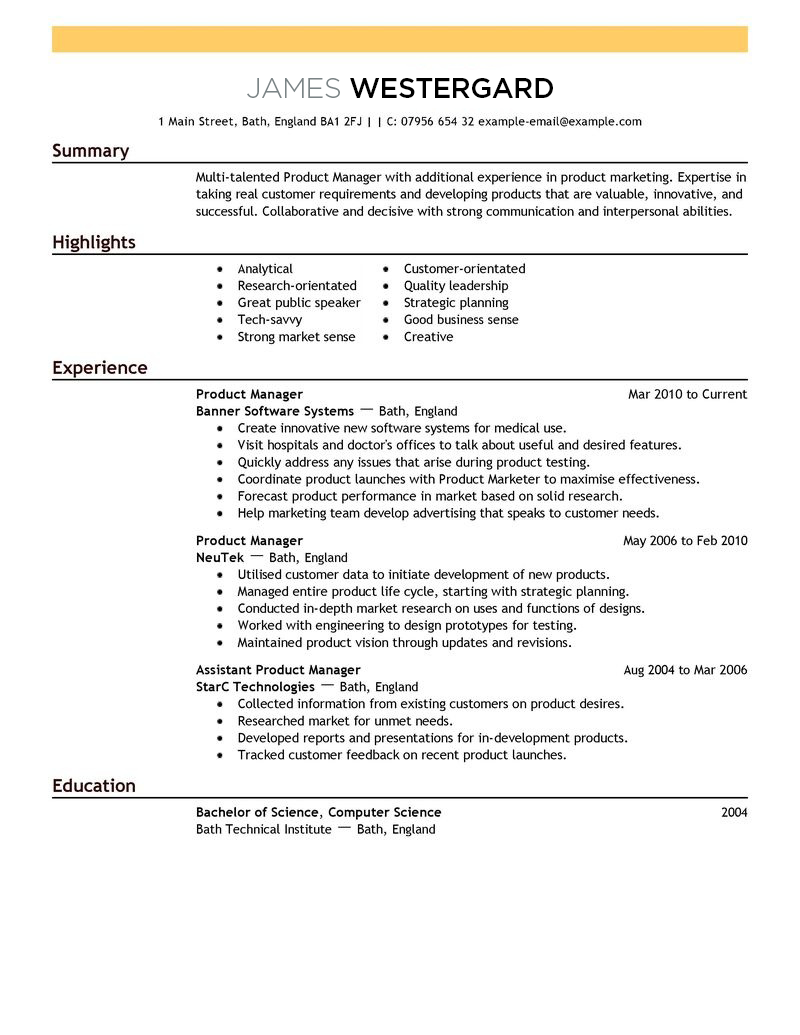 JAMES WESTERGARD
1 Main Street, Bath, England BA1 2FJ | | C: 07956 654 32 example-email@example.com
Summary
Multi-talented Product Manager with additional experience in product marketing. Expertise in
taking real customer requirements and developing products that are valuable, innovative, and
successful. Collaborative and decisive with strong communication and interpersonal abilities.
Highlights
• Analytical
• Research-orientated
• Great public speaker
• Tech-savvy
• Strong market sense
• Customer-orientated
• Quality leadership
• Strategic planning
• Good business sense
• Creative
Experience
Product Manager Mar 2010 to Current
Banner Software Systems — Bath, England
• Create innovative new software systems for medical use.
• Visit hospitals and doctor's offices to talk about useful and desired features.
• Quickly address any issues that arise during product testing.
• Coordinate product launches with Product Marketer to maximise effectiveness.
• Forecast product performance in market based on solid research.
• Help marketing team develop advertising that speaks to customer needs.
Product Manager May 2006 to Feb 2010
NeuTek — Bath, England
• Utilised customer data to initiate development of new products.
• Managed entire product life cycle, starting with strategic planning.
• Conducted in-depth market research on uses and functions of designs.
• Worked with engineering to design prototypes for testing.
• Maintained product vision through updates and revisions.
Assistant Product Manager Aug 2004 to Mar 2006
StarC Technologies — Bath, England
• Collected information from existing customers on product desires.
• Researched market for unmet needs.
• Developed reports and presentations for in-development products.
• Tracked customer feedback on recent product launches.
Education
Bachelor of Science, Computer Science 2004
Bath Technical Institute — Bath, England